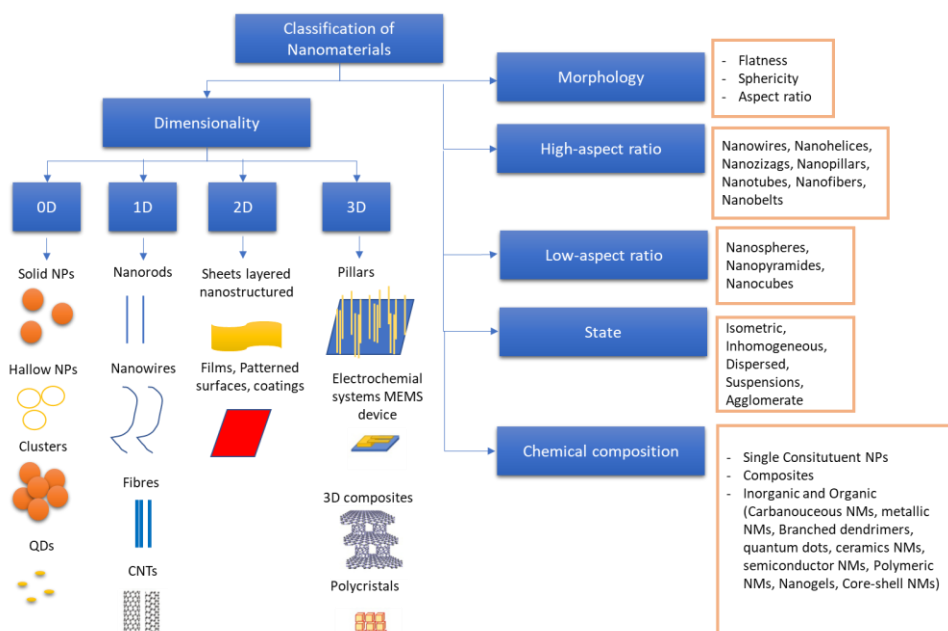 Classification of
Nanomaterials
Dimensionality
0D
1D
2D
3D
Solid NPs
Hallow NPs
Clusters
QDs
Nanorods
Nanowires
Fibres
CNTs
Sheets layered
nanostructured
Films, Patterned
surfaces, coatings
Pillars
Electrochemial
systems MEMS
device
3D composites
Polycristals
Morphology
- Flatness
- Sphericity
- Aspect ratio
High-aspect ratio
Nanowires, Nanohelices,
Nanozizags, Nanopillars,
Nanotubes, Nanofibers,
Nanobelts
Low-aspect ratio
Nanospheres,
Nanopyramides,
Nanocubes
State
Isometric,
Inhomogeneous,
Dispersed,
Suspensions,
Agglomerate
Chemical composition
- Single Consitutuent NPs
- Composites
- Inorganic and Organic
(Carbanouceous NMs, metallic
NMs, Branched dendrimers,
quantum dots, ceramics NMs,
semiconductor NMs, Polymeric
NMs, Nanogels, Core-shell NMs)